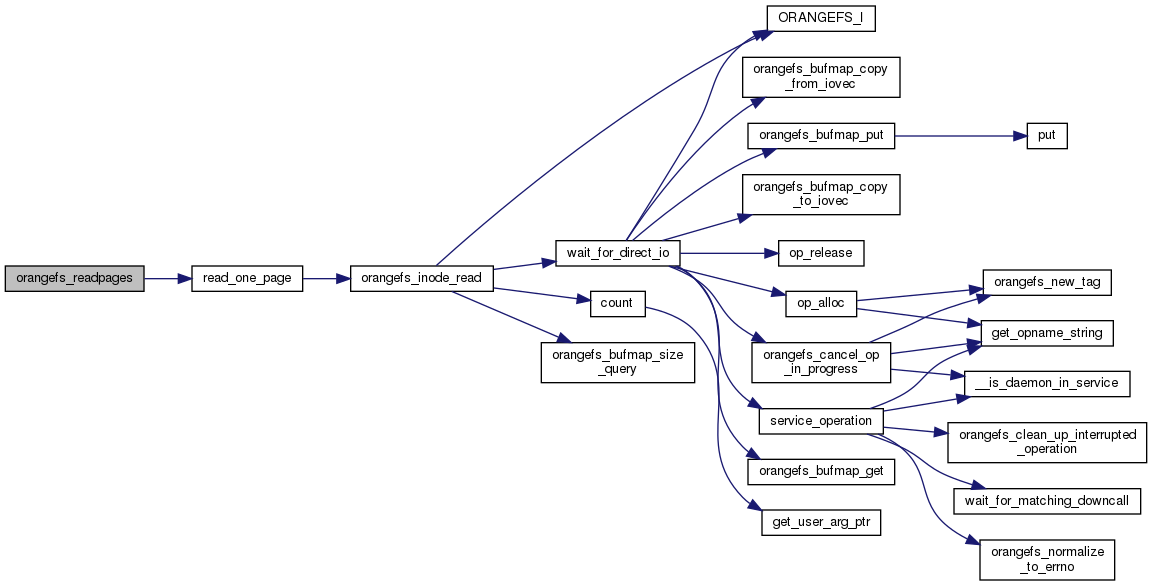 ORANGEFS_I
orangefs_bufmap_copy
_from_iovec
orangefs_bufmap_put
put
orangefs_bufmap_copy
_to_iovec
wait_for_direct_io
op_release
orangefs_readpages
read_one_page
orangefs_inode_read
orangefs_new_tag
count
op_alloc
get_opname_string
orangefs_bufmap_size
_query
orangefs_cancel_op
_in_progress
__is_daemon_in_service
service_operation
orangefs_clean_up_interrupted
_operation
orangefs_bufmap_get
wait_for_matching_downcall
get_user_arg_ptr
orangefs_normalize
_to_errno